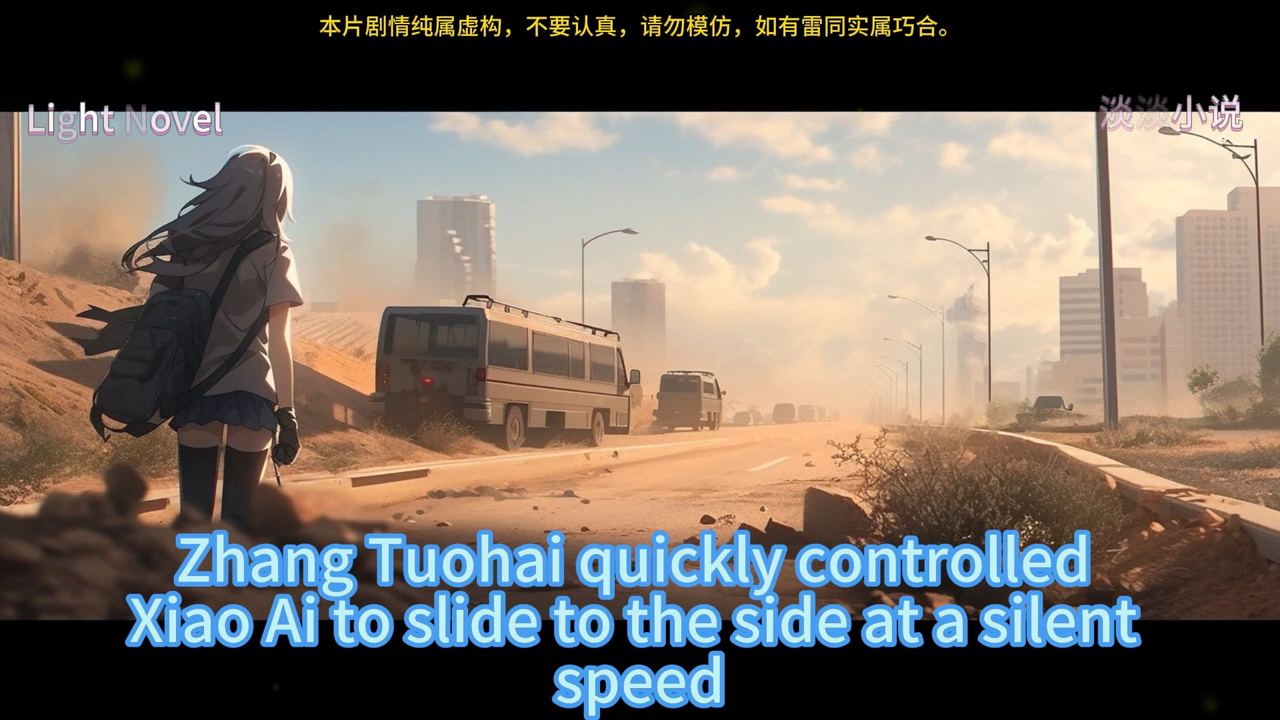 本片剧情纯属虚构，不要认真，请勿模仿，如有雷同实属巧合。
Light Novel
淡淡小说
Zhang Tuohai quickly controlled
Xiao Ai to slide to the side at a silent
speed